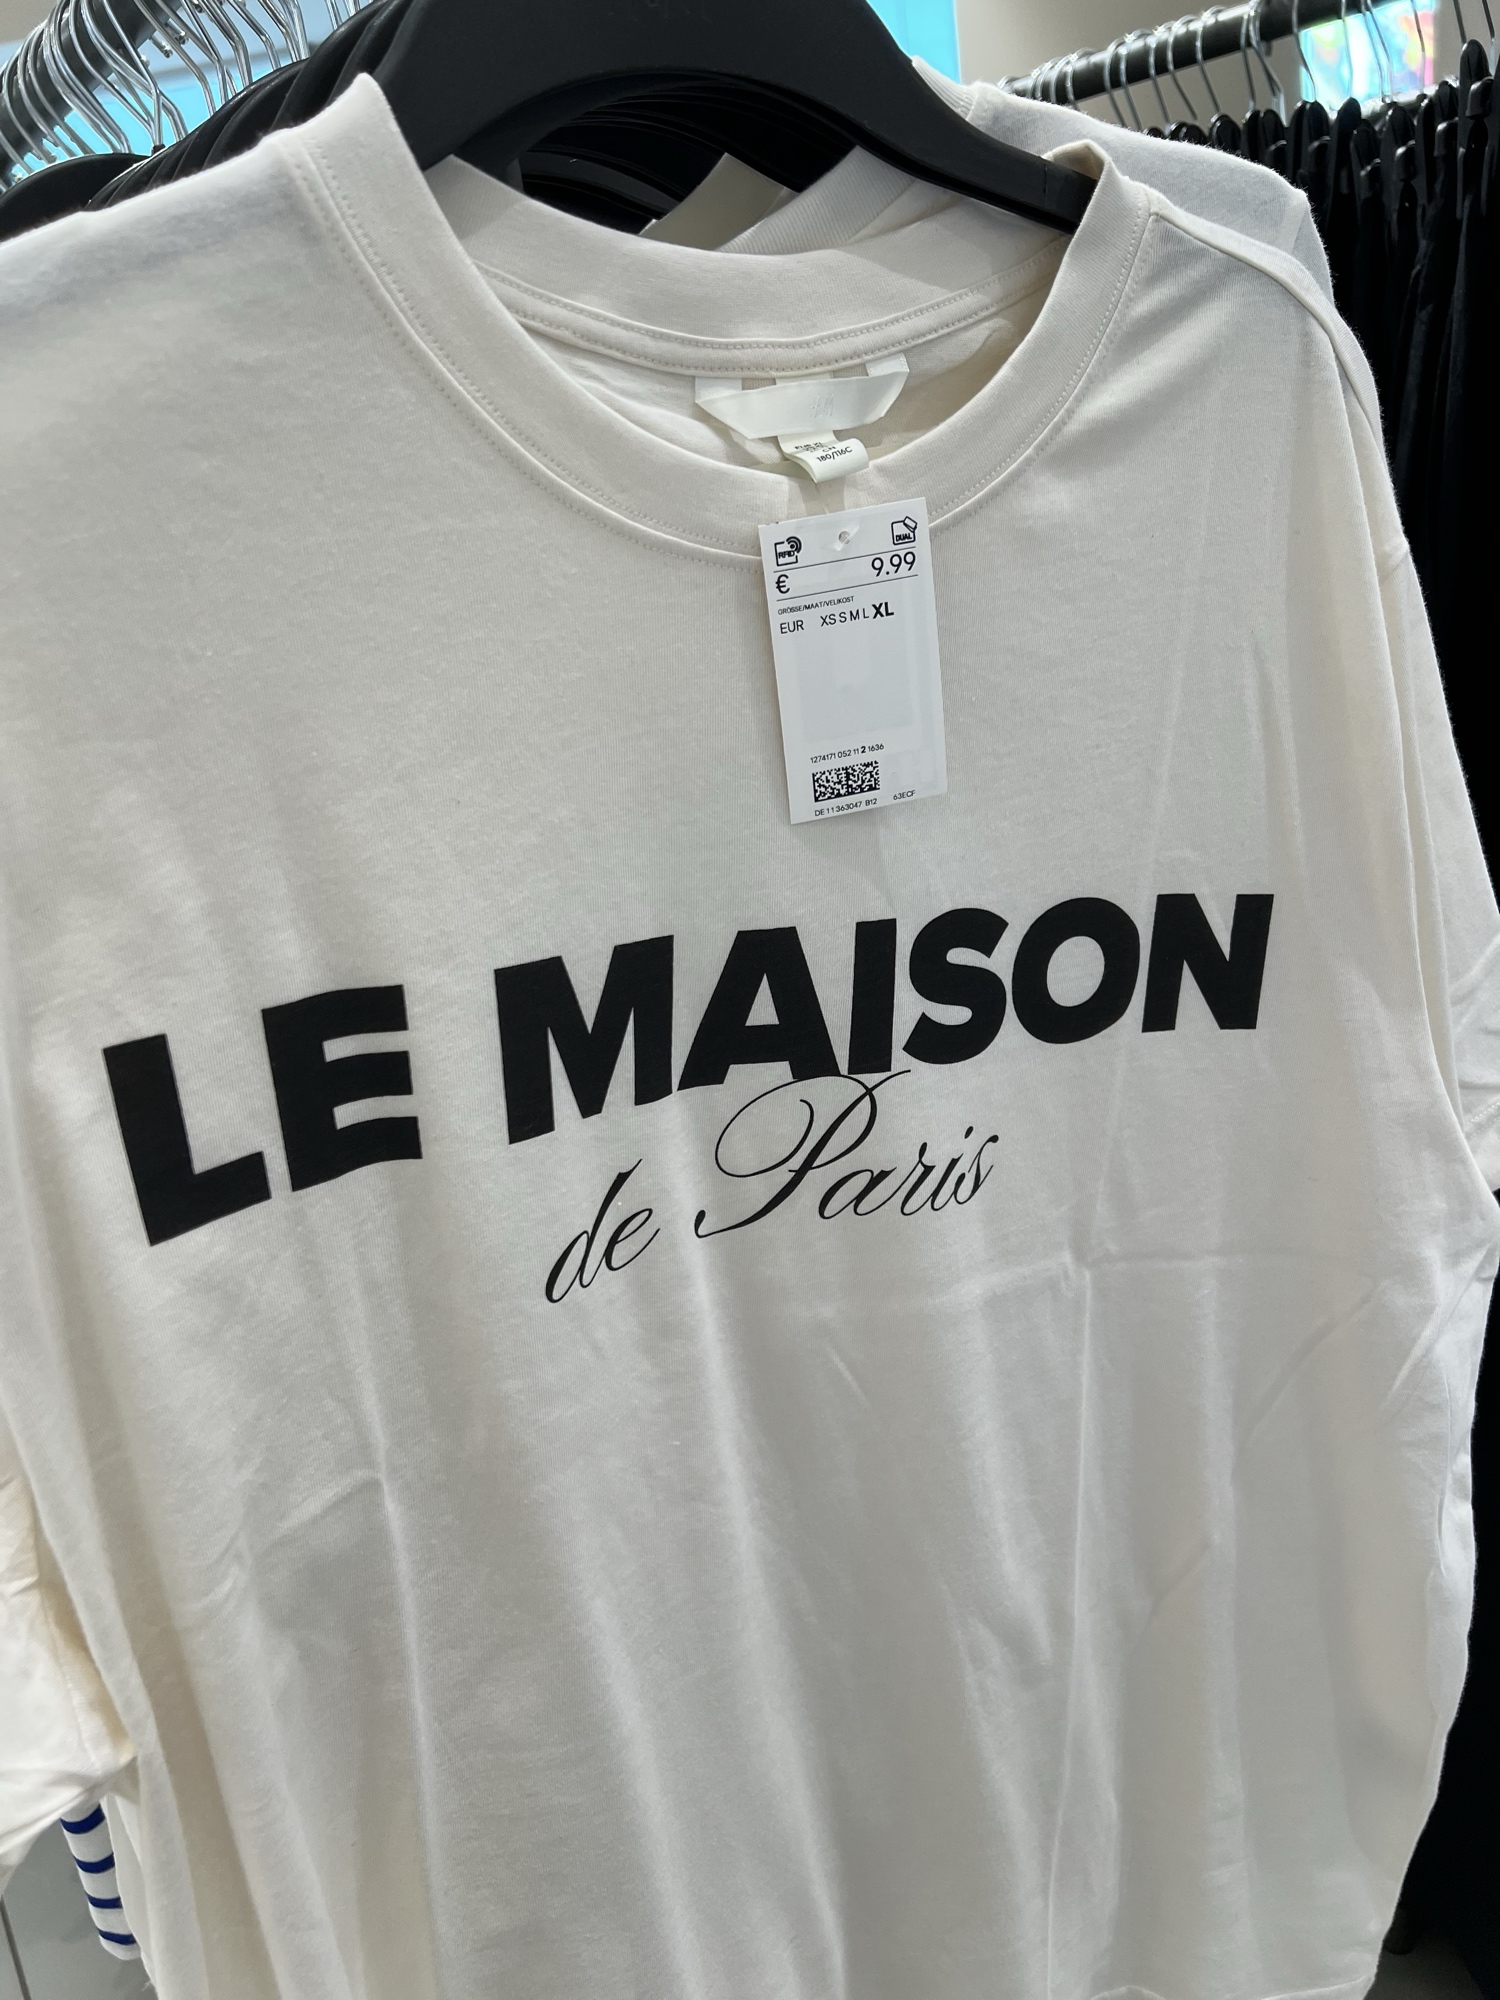 180/116C
RFID
DUAL
€ 9.99
GRÖSSE/MAAT/VELIKOST
EUR XS S M L XL
1274171 052 11 2 1636
DE 11 363047 B12 63ECF
LE MAISON
de Paris